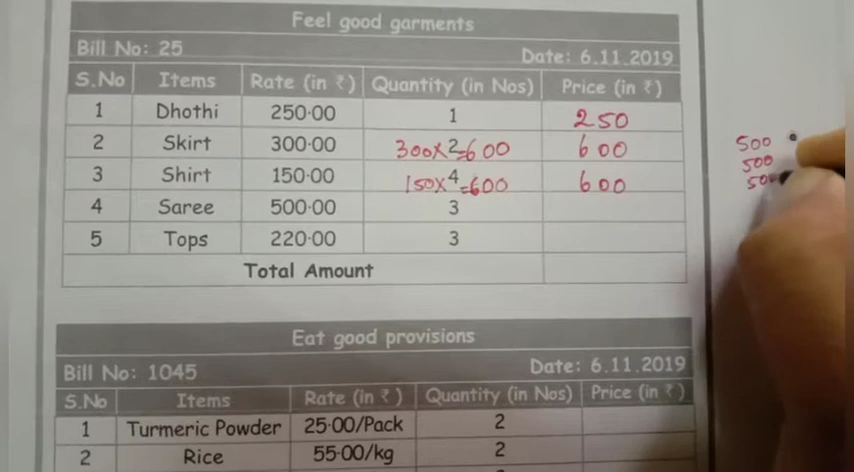 Feel good garments
Bill No: 25 Date: 6.11.2019
S.No Items Rate (in ₹) Quantity (in Nos) Price (in ₹)
1 Dhothi 250·00 1 250
2 Skirt 300·00 300x2=600 600
3 Shirt 150·00 150x4=600 600
4 Saree 500·00 3
5 Tops 220·00 3
Total Amount
500
500
Eat good provisions
Bill No: 1045 Date: 6.11.2019
S.No Items Rate (in ₹) Quantity (in Nos) Price (in ₹)
1 Turmeric Powder 25·00/Pack 2
2 Rice 55·00/kg 2